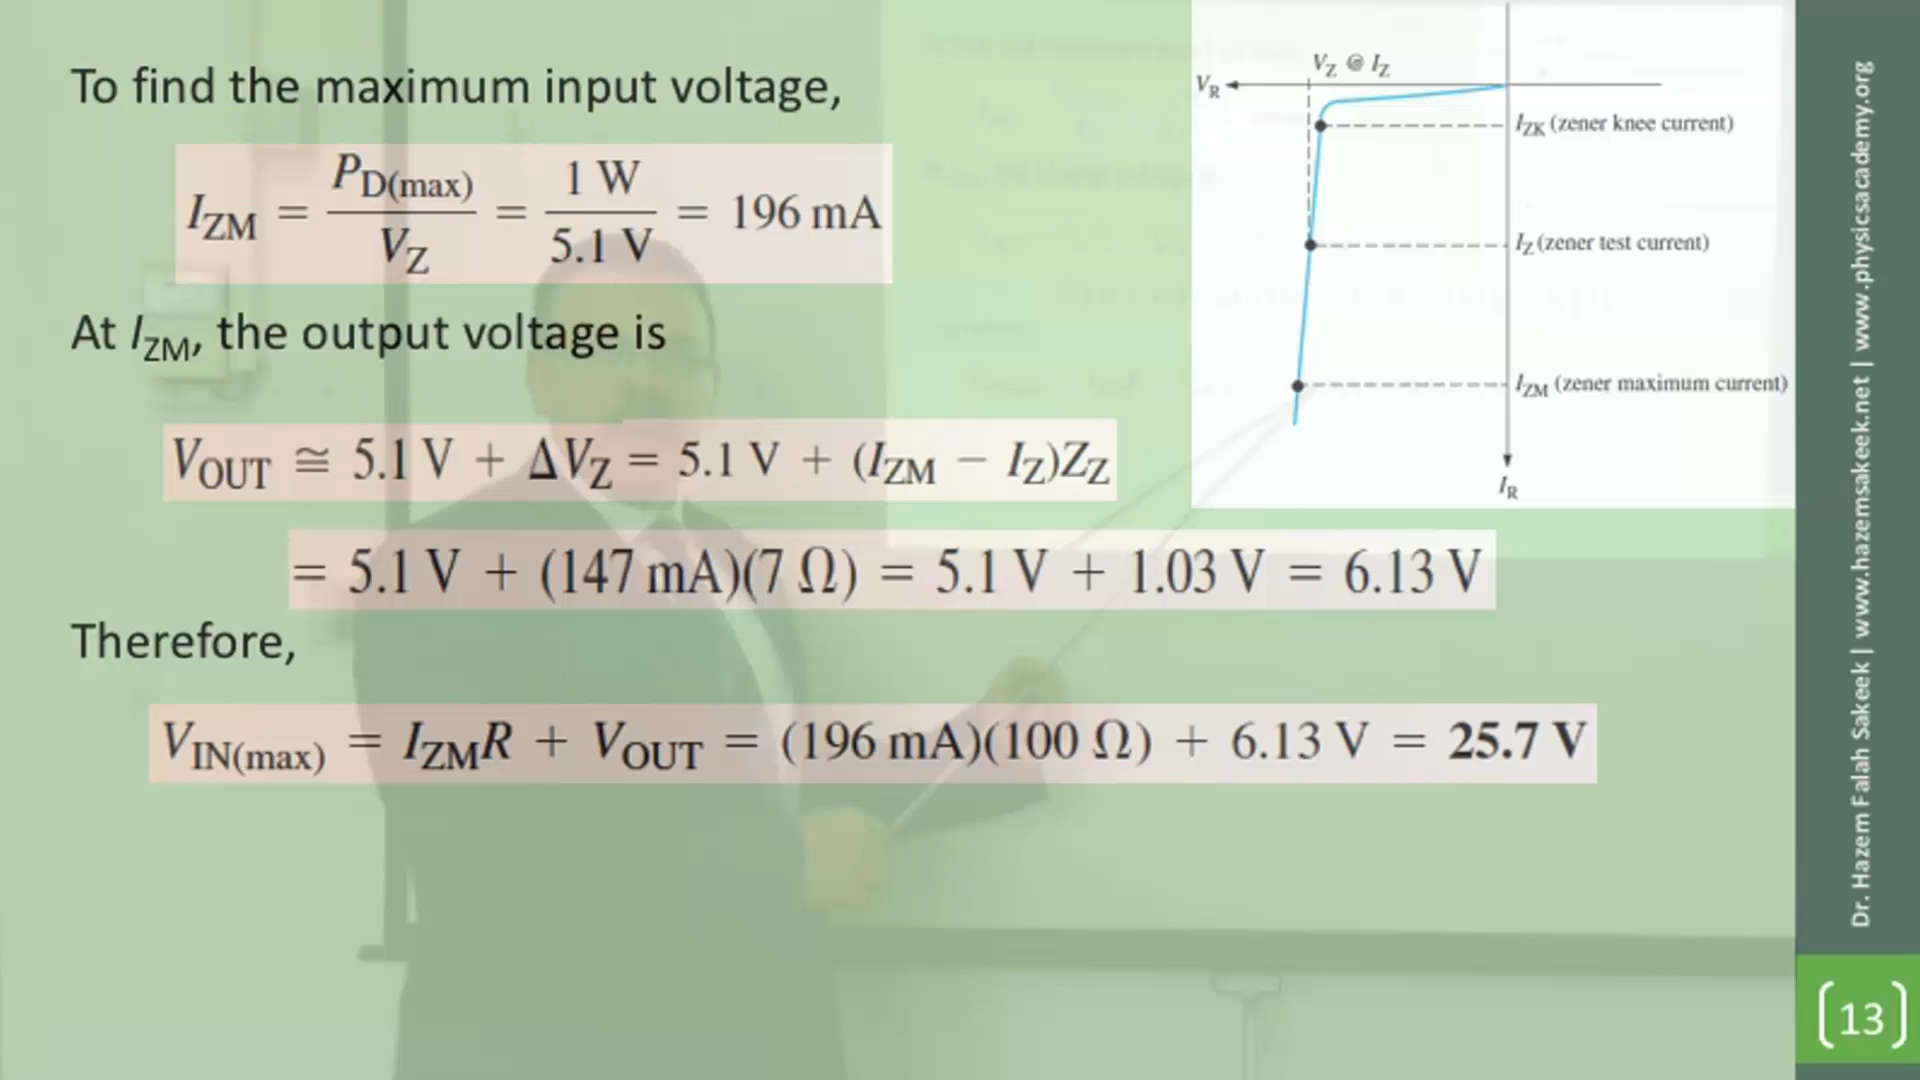 To find the maximum input voltage,
I_ZM = P_D(max) / V_Z = 1 W / 5.1 V = 196 mA
At I_ZM, the output voltage is
V_OUT ≅ 5.1 V + ΔV_Z = 5.1 V + (I_ZM − I_Z)Z_Z
= 5.1 V + (147 mA)(7 Ω) = 5.1 V + 1.03 V = 6.13 V
Therefore,
V_IN(max) = I_ZM R + V_OUT = (196 mA)(100 Ω) + 6.13 V = 25.7 V
V_Z @ I_Z
V_R
I_ZK (zener knee current)
I_Z (zener test current)
I_ZM (zener maximum current)
I_R
Dr. Hazem Falah Sakeek | www.hazemsakeek.net | www.physicsacademy.org
13